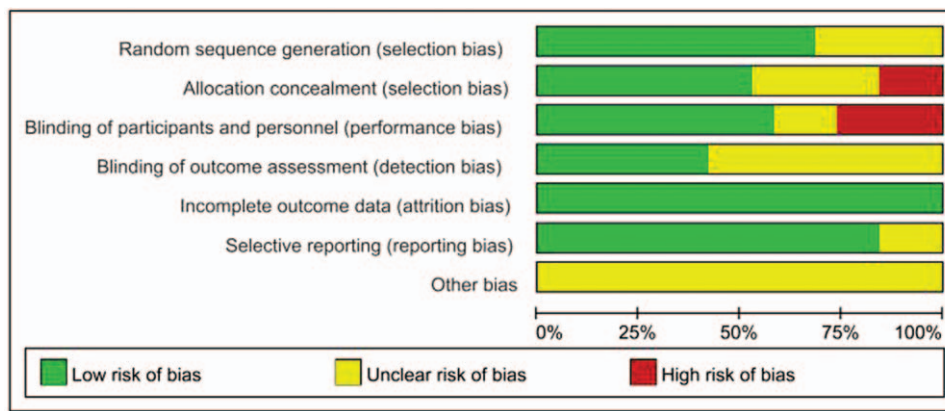 Random sequence generation (selection bias)
Allocation concealment (selection bias)
Blinding of participants and personnel (performance bias)
Blinding of outcome assessment (detection bias)
Incomplete outcome data (attrition bias)
Selective reporting (reporting bias)
Other bias
0% 25% 50% 75% 100%
Low risk of bias Unclear risk of bias High risk of bias